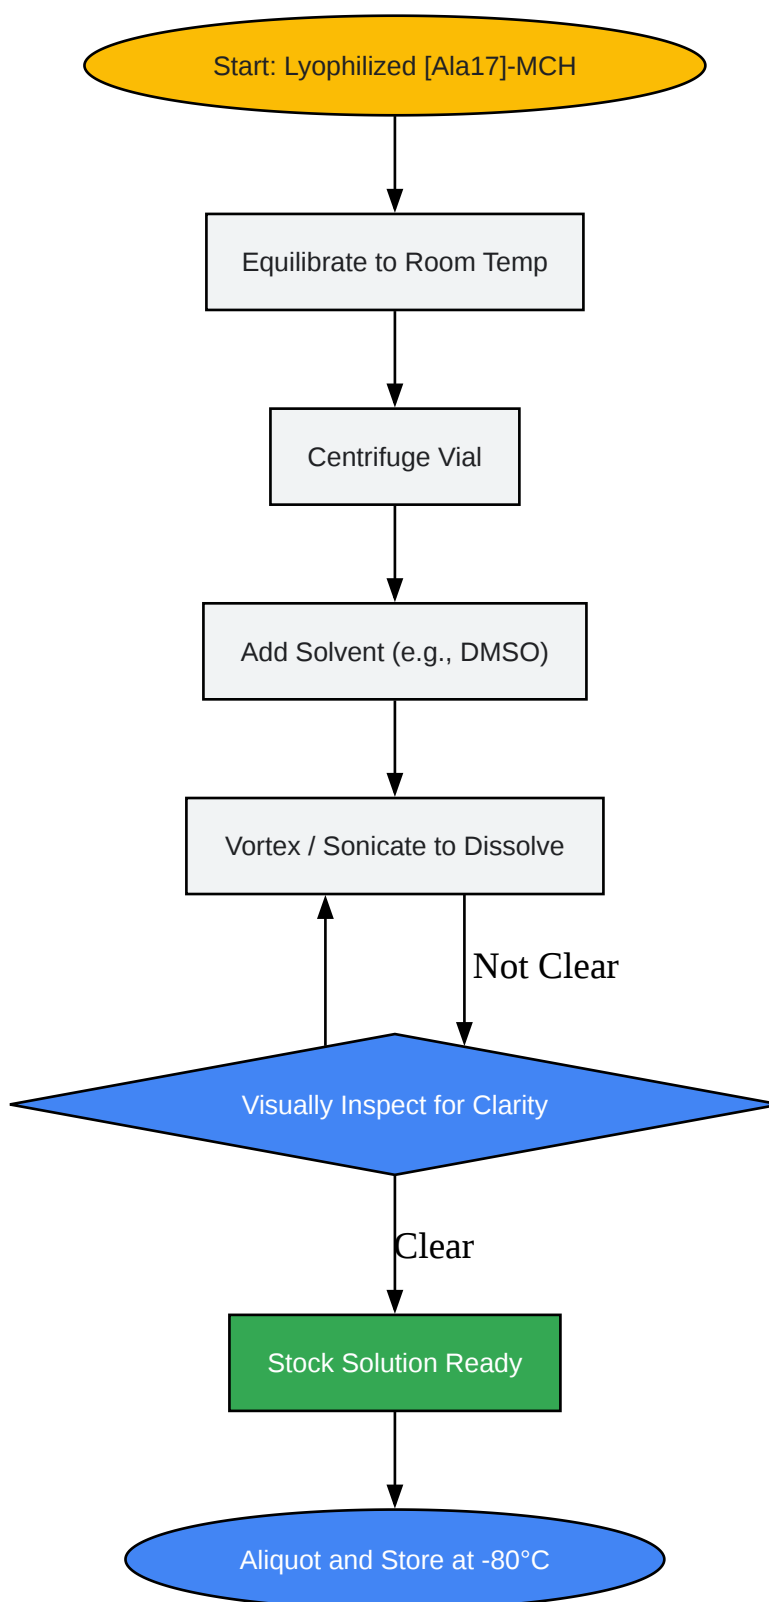 Start: Lyophilized [Ala17]-MCH
Equilibrate to Room Temp
Centrifuge Vial
Add Solvent (e.g., DMSO)
Vortex / Sonicate to Dissolve
Not Clear
Visually Inspect for Clarity
Clear
Stock Solution Ready
Aliquot and Store at -80°C